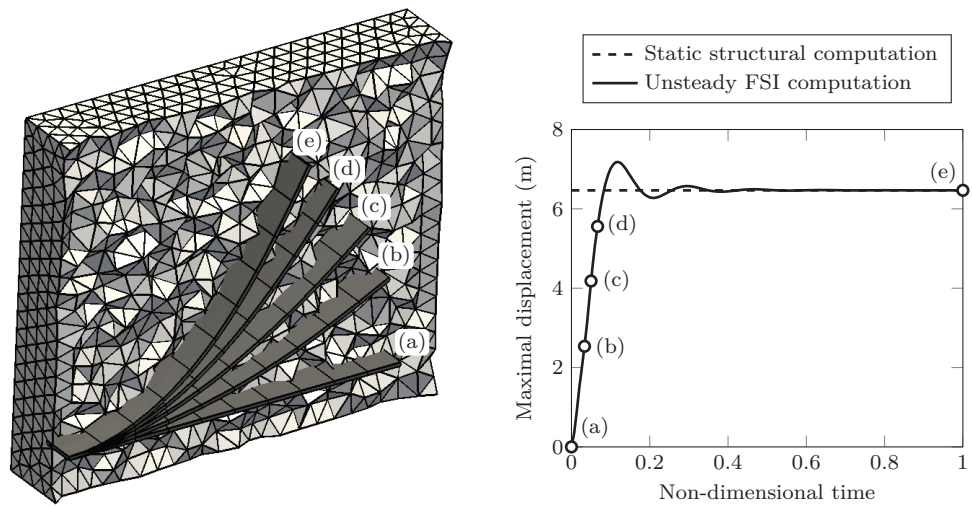 (e)
(d)
(c)
(b)
(a)
Static structural computation
Unsteady FSI computation
Maximal displacement (m)
8
6
4
2
0
(e)
(d)
(c)
(b)
(a)
0 0.2 0.4 0.6 0.8 1
Non-dimensional time